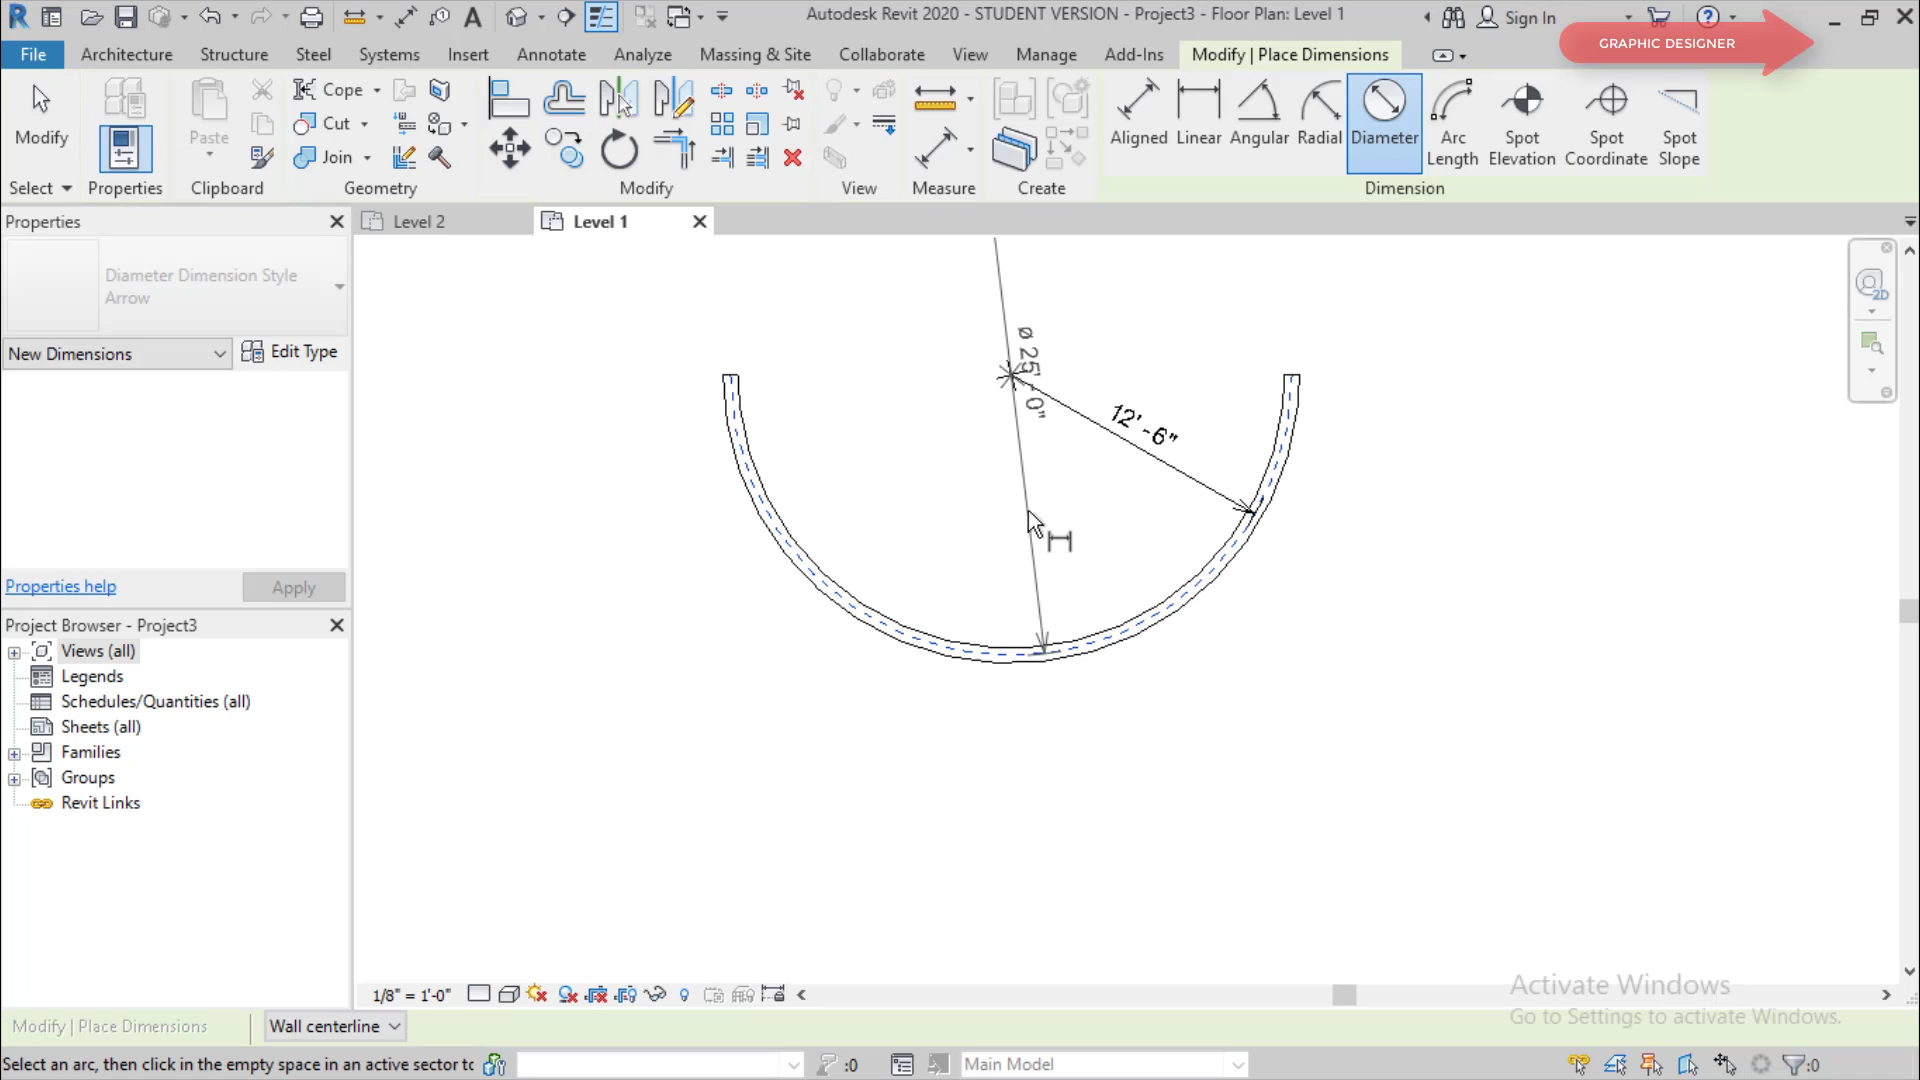 Autodesk Revit 2020 - STUDENT VERSION - Project3 - Floor Plan: Level 1
Sign In
GRAPHIC DESIGNER
File Architecture Structure Steel Systems Insert Annotate Analyze Massing & Site Collaborate View Manage Add-Ins Modify | Place Dimensions
Modify
Paste
Cope
Cut
Join
Aligned Linear Angular Radial Diameter Arc Length Spot Elevation Spot Coordinate Spot Slope
Select Properties Clipboard Geometry Modify View Measure Create Dimension
Properties
Level 2
Level 1
Diameter Dimension Style
Arrow
New Dimensions
Edit Type
ø 25' - 0"
12' - 6"
2D
Properties help
Apply
Project Browser - Project3
Views (all)
Legends
Schedules/Quantities (all)
Sheets (all)
Families
Groups
Revit Links
1/8" = 1'-0"
Activate Windows
Go to Settings to activate Windows.
Modify | Place Dimensions
Wall centerline
Select an arc, then click in the empty space in an active sector tc
:0
Main Model
:0